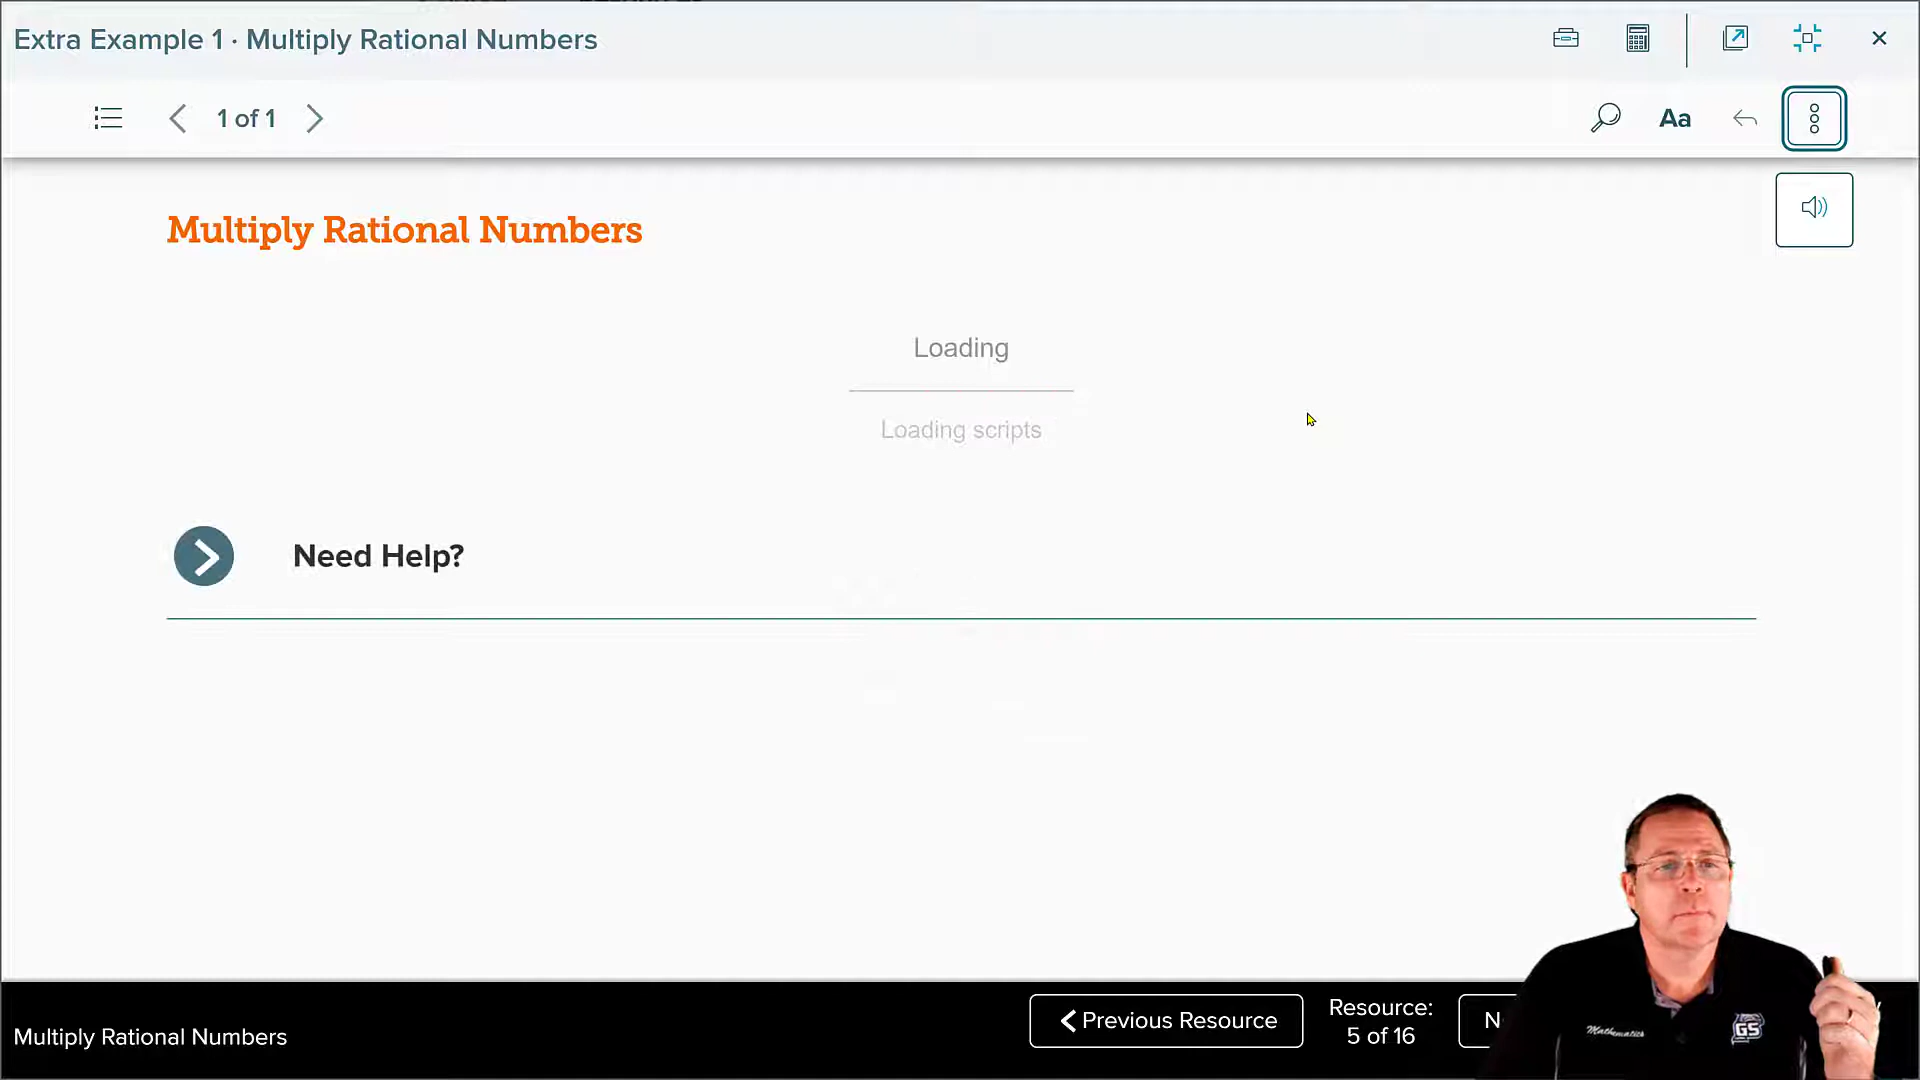 Extra Example 1 · Multiply Rational Numbers
1 of 1
Aa
Multiply Rational Numbers
Loading
Loading scripts
Need Help?
Multiply Rational Numbers
Previous Resource
Resource:
5 of 16
N
Mathematics
GS